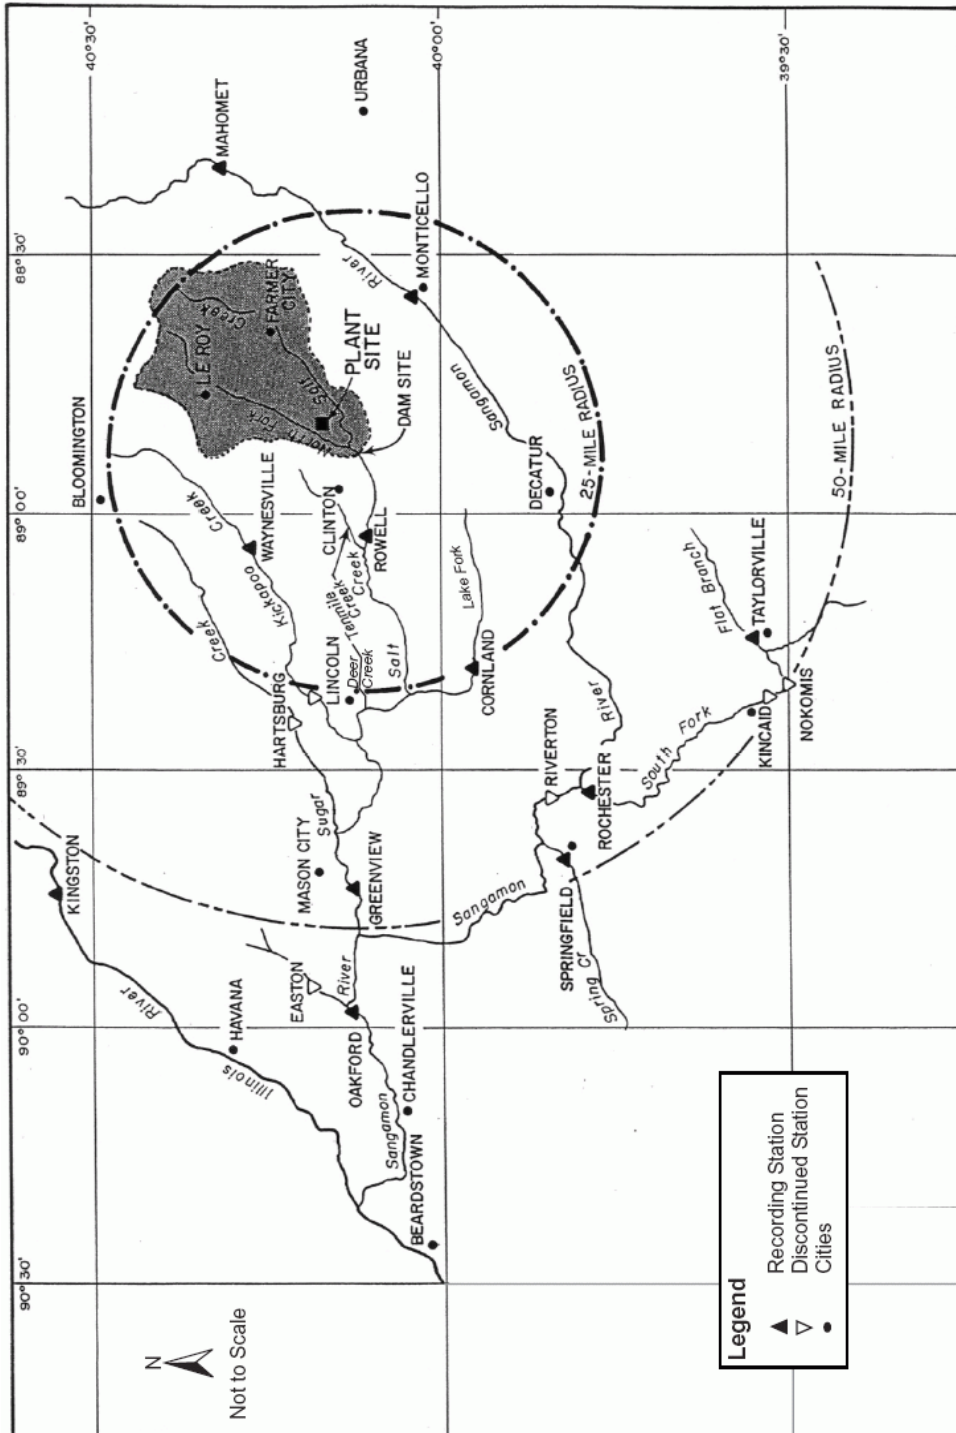 90°30'
90°00'
89°30'
89°00'
88°30'
40°30'
40°00'
39°30'
N
Not to Scale
KINGSTON
River
Illinois
HAVANA
EASTON
OAKFORD
River
CHANDLERVILLE
Sangamon
BEARDSTOWN
MASON CITY
Sugar
GREENVIEW
HARTSBURG
LINCOLN
Creek
Kickapoo
Creek
WAYNESVILLE
BLOOMINGTON
CLINTON
Tenmile
Creek
Creek
Deer
Creek
Salt
ROWELL
Lake Fork
CORNLAND
LE ROY
Creek
FARMER
CITY
North Fork
Salt
PLANT
SITE
DAM SITE
MAHOMET
URBANA
River
MONTICELLO
Sangamon
DECATUR
25-MILE RADIUS
50-MILE RADIUS
Sangamon
River
RIVERTON
ROCHESTER
SPRINGFIELD
Spring Cr
South Fork
Flat Branch
TAYLORVILLE
KINCAID
NOKOMIS
Legend
Recording Station
Discontinued Station
Cities